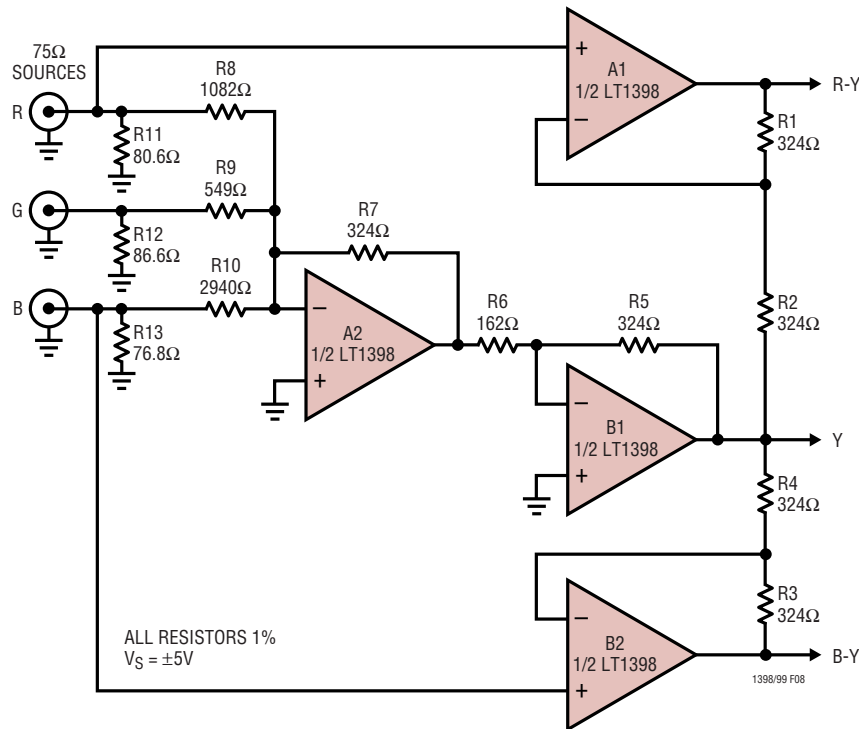 75Ω
SOURCES
R
R8
1082Ω
R11
80.6Ω
+
A1
1/2 LT1398
−
R-Y
R1
324Ω
G
R9
549Ω
R12
86.6Ω
R7
324Ω
B
R10
2940Ω
R13
76.8Ω
−
A2
1/2 LT1398
+
R6
162Ω
R5
324Ω
R2
324Ω
−
B1
1/2 LT1398
+
Y
R4
324Ω
R3
324Ω
−
B2
1/2 LT1398
+
B-Y
ALL RESISTORS 1%
VS = ±5V
1398/99 F08